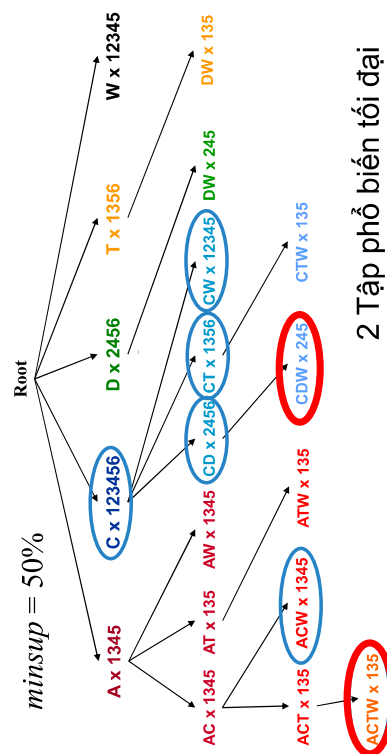 minsup = 50%
Root
A x 1345
C x 123456
D x 2456
T x 1356
W x 12345
AC x 1345
AT x 135
AW x 1345
CD x 2456
CT x 1356
CW x 12345
DW x 245
DW x 135
ACT x 135
ACW x 1345
ATW x 135
CDW x 245
CTW x 135
ACTW x 135
2 Tập phổ biến tối đại